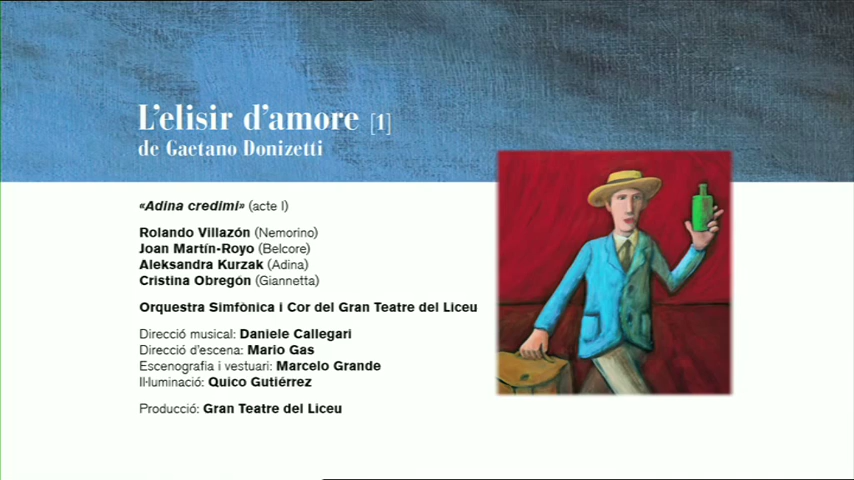 L'elisir d'amore [1]
de Gaetano Donizetti
«Adina credimi» (acte I)
Rolando Villazón (Nemorino)
Joan Martín-Royo (Belcore)
Aleksandra Kurzak (Adina)
Cristina Obregón (Giannetta)
Orquestra Simfònica i Cor del Gran Teatre del Liceu
Direcció musical: Daniele Callegari
Direcció d'escena: Mario Gas
Escenografia i vestuari: Marcelo Grande
Il·luminació: Quico Gutiérrez
Producció: Gran Teatre del Liceu